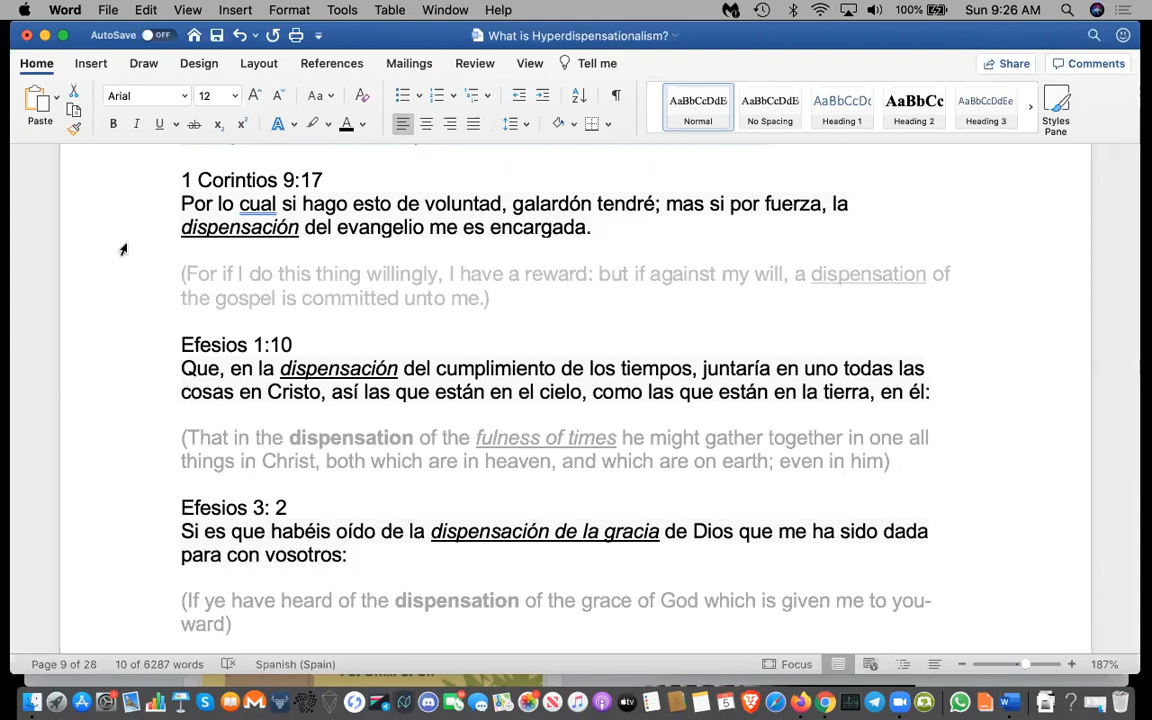 Word File Edit View Insert Format Tools Table Window Help 100% Sun 9:26 AM
AutoSave OFF What is Hyperdispensationalism?
Home Insert Draw Design Layout References Mailings Review View Tell me Share Comments
Paste Arial 12 Aa AaBbCcDdE AaBbCcDdE AaBbCcDc AaBbCc AaBbCcDdEe
Normal No Spacing Heading 1 Heading 2 Heading 3 Styles Pane
1 Corintios 9:17
Por lo cual si hago esto de voluntad, galardón tendré; mas si por fuerza, la
dispensación del evangelio me es encargada.
(For if I do this thing willingly, I have a reward: but if against my will, a dispensation of
the gospel is committed unto me.)
Efesios 1:10
Que, en la dispensación del cumplimiento de los tiempos, juntaría en uno todas las
cosas en Cristo, así las que están en el cielo, como las que están en la tierra, en él:
(That in the dispensation of the fulness of times he might gather together in one all
things in Christ, both which are in heaven, and which are on earth; even in him)
Efesios 3: 2
Si es que habéis oído de la dispensación de la gracia de Dios que me ha sido dada
para con vosotros:
(If ye have heard of the dispensation of the grace of God which is given me to you-
ward)
Page 9 of 28 10 of 6287 words Spanish (Spain) Focus 187%